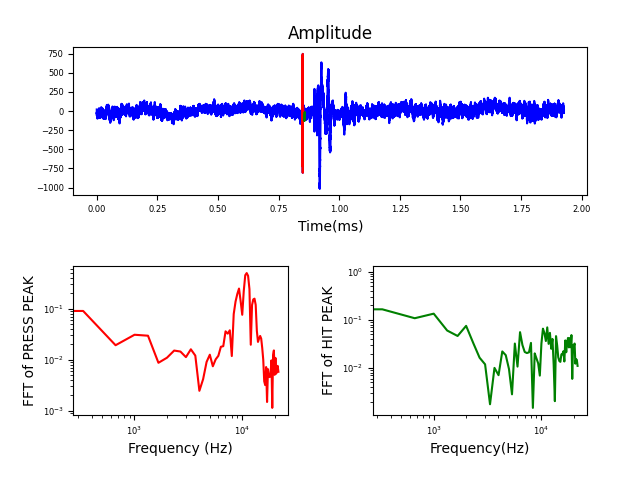 Amplitude
750
500
250
0
−250
−500
−750
−1000
0.00 0.25 0.50 0.75 1.00 1.25 1.50 1.75 2.00
Time(ms)
FFT of PRESS PEAK
10⁻¹
10⁻²
10⁻³
10³ 10⁴
Frequency (Hz)
FFT of HIT PEAK
10⁰
10⁻¹
10⁻²
10³ 10⁴
Frequency(Hz)